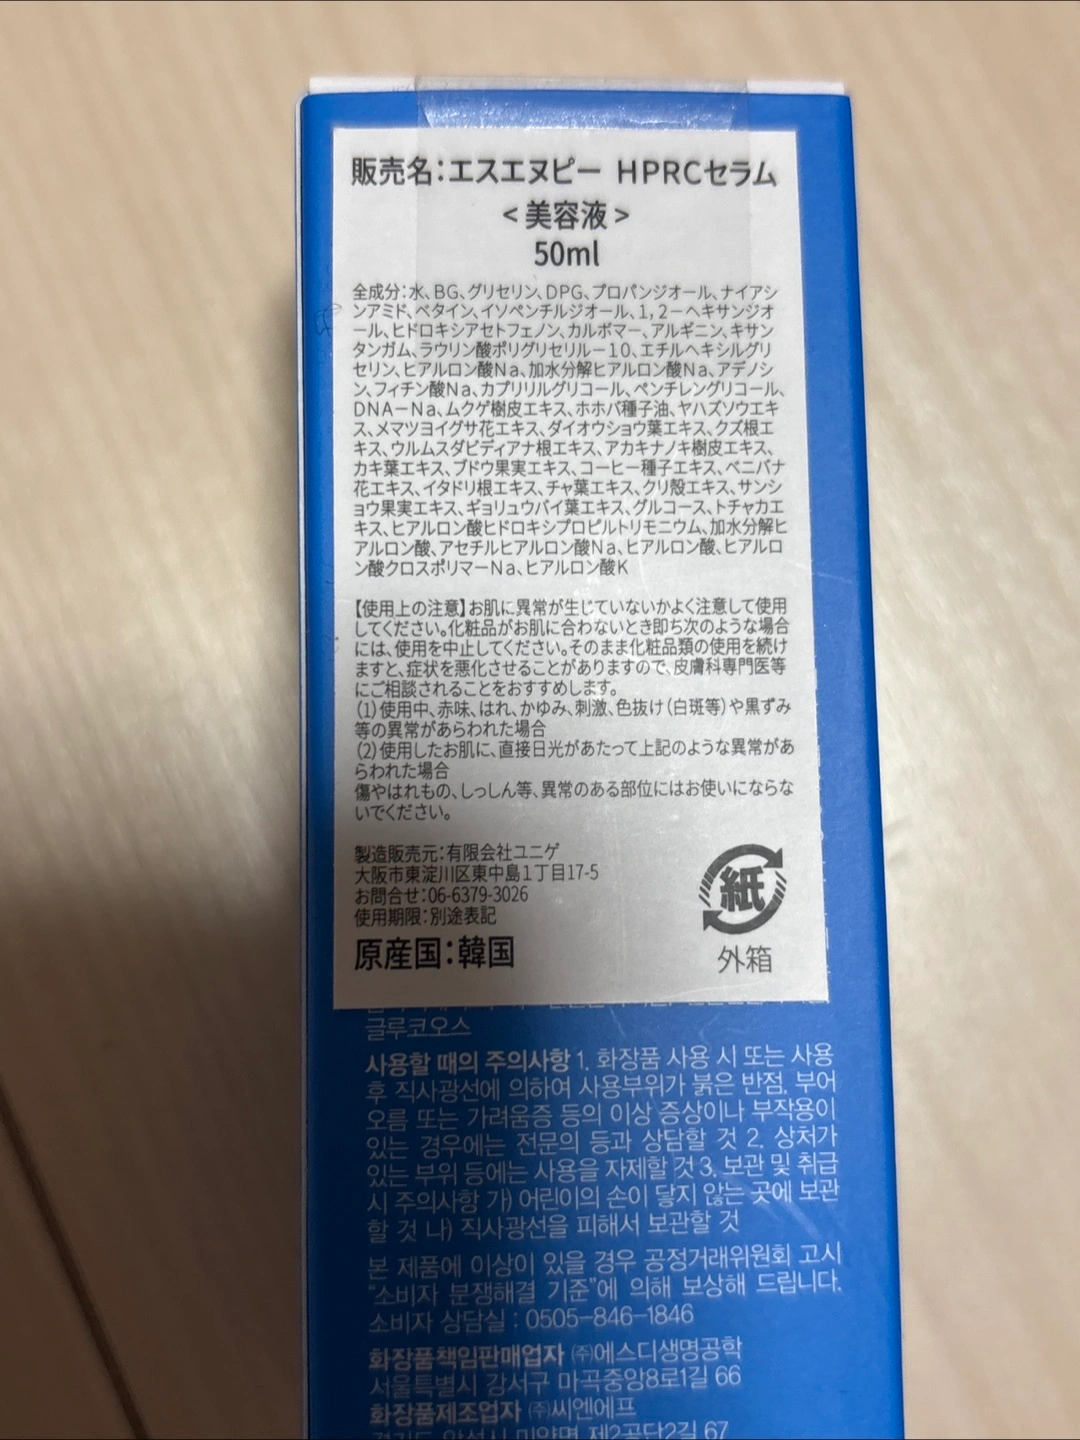 販売名：エスエヌピー HPRCセラム
＜美容液＞
50ml
全成分：水、BG、グリセリン、DPG、プロパンジオール、ナイアシ
ンアミド、ベタイン、イソペンチルジオール、1，2－ヘキサンジオ
ール、ヒドロキシアセトフェノン、カルボマー、アルギニン、キサン
タンガム、ラウリン酸ポリグリセリル－10、エチルヘキシルグリ
セリン、ヒアルロン酸Na、加水分解ヒアルロン酸Na、アデノシ
ン、フィチン酸Na、カプリリルグリコール、ペンチレングリコール、
DNA－Na、ムクゲ樹皮エキス、ホホバ種子油、ヤハズソウエキ
ス、メマツヨイグサ花エキス、ダイオウショウ葉エキス、クズ根エ
キス、ウルムスダビディアナ根エキス、アカキナノキ樹皮エキス、
カキ葉エキス、ブドウ果実エキス、コーヒー種子エキス、ベニバナ
花エキス、イタドリ根エキス、チャ葉エキス、クリ殻エキス、サンシ
ョウ果実エキス、ギョリュウバイ葉エキス、グルコース、トチャカエ
キス、ヒアルロン酸ヒドロキシプロピルトリモニウム、加水分解ヒ
アルロン酸、アセチルヒアルロン酸Na、ヒアルロン酸、ヒアルロ
ン酸クロスポリマーNa、ヒアルロン酸K
【使用上の注意】お肌に異常が生じていないかよく注意して使用
してください。化粧品がお肌に合わないとき即ち次のような場合
には、使用を中止してください。そのまま化粧品類の使用を続け
ますと、症状を悪化させることがありますので、皮膚科専門医等
にご相談されることをおすすめします。
（1）使用中、赤味、はれ、かゆみ、刺激、色抜け（白斑等）や黒ずみ
等の異常があらわれた場合
（2）使用したお肌に、直接日光があたって上記のような異常があ
らわれた場合
傷やはれもの、しっしん等、異常のある部位にはお使いにならな
いでください。
製造販売元：有限会社ユニゲ
大阪市東淀川区東中島1丁目17-5
お問合せ：06-6379-3026
使用期限：別途表記
原産国：韓国
紙
外箱
글루코오스
사용할 때의 주의사항 1. 화장품 사용 시 또는 사용
후 직사광선에 의하여 사용부위가 붉은 반점, 부어
오름 또는 가려움증 등의 이상 증상이나 부작용이
있는 경우에는 전문의 등과 상담할 것 2. 상처가
있는 부위 등에는 사용을 자제할 것 3. 보관 및 취급
시 주의사항 가) 어린이의 손이 닿지 않는 곳에 보관
할 것 나) 직사광선을 피해서 보관할 것
본 제품에 이상이 있을 경우 공정거래위원회 고시
“소비자 분쟁해결 기준”에 의해 보상해 드립니다.
소비자 상담실 : 0505-846-1846
화장품책임판매업자 ㈜에스디생명공학
서울특별시 강서구 마곡중앙8로1길 66
화장품제조업자 ㈜씨엔에프
경기도 안성시 미양면 제2공단2길 67